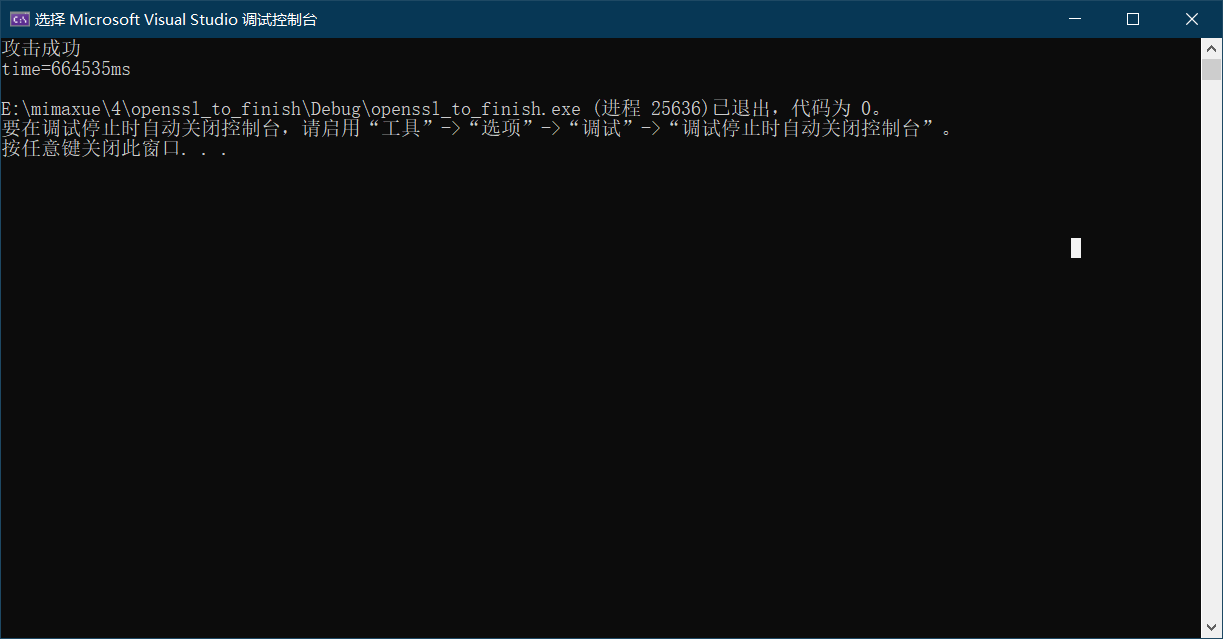 选择 Microsoft Visual Studio 调试控制台
攻击成功
time=664535ms
E:\mimaxue\4\openssl_to_finish\Debug\openssl_to_finish.exe (进程 25636)已退出，代码为 0。
要在调试停止时自动关闭控制台，请启用“工具”->“选项”->“调试”->“调试停止时自动关闭控制台”。
按任意键关闭此窗口. . .